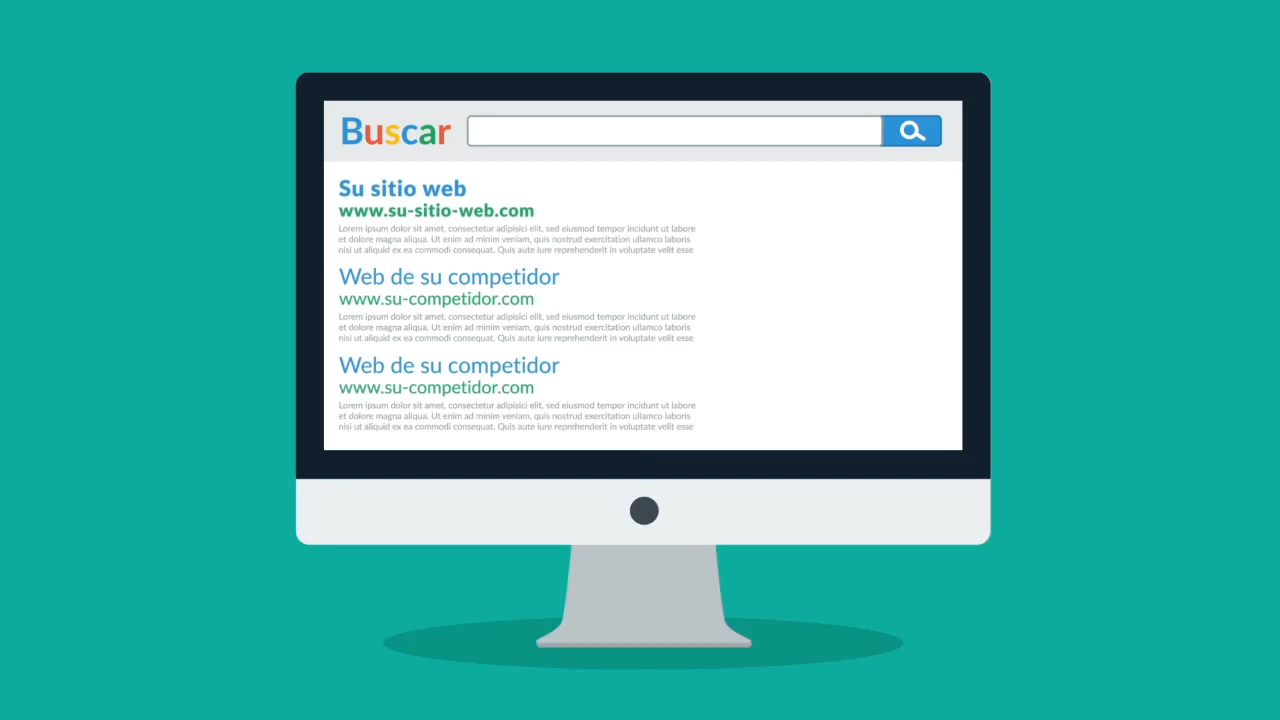 Buscar
Su sitio web
www.su-sitio-web.com
Lorem ipsum dolor sit amet, consectetur adipisici elit, sed eiusmod tempor incidunt ut labore
et dolore magna aliqua. Ut enim ad minim veniam, quis nostrud exercitation ullamco laboris
nisi ut aliquid ex ea commodi consequat. Quis aute iure reprehenderit in voluptate velit esse
Web de su competidor
www.su-competidor.com
Lorem ipsum dolor sit amet, consectetur adipisici elit, sed eiusmod tempor incidunt ut labore
et dolore magna aliqua. Ut enim ad minim veniam, quis nostrud exercitation ullamco laboris
nisi ut aliquid ex ea commodi consequat. Quis aute iure reprehenderit in voluptate velit esse
Web de su competidor
www.su-competidor.com
Lorem ipsum dolor sit amet, consectetur adipisici elit, sed eiusmod tempor incidunt ut labore
et dolore magna aliqua. Ut enim ad minim veniam, quis nostrud exercitation ullamco laboris
nisi ut aliquid ex ea commodi consequat. Quis aute iure reprehenderit in voluptate velit esse